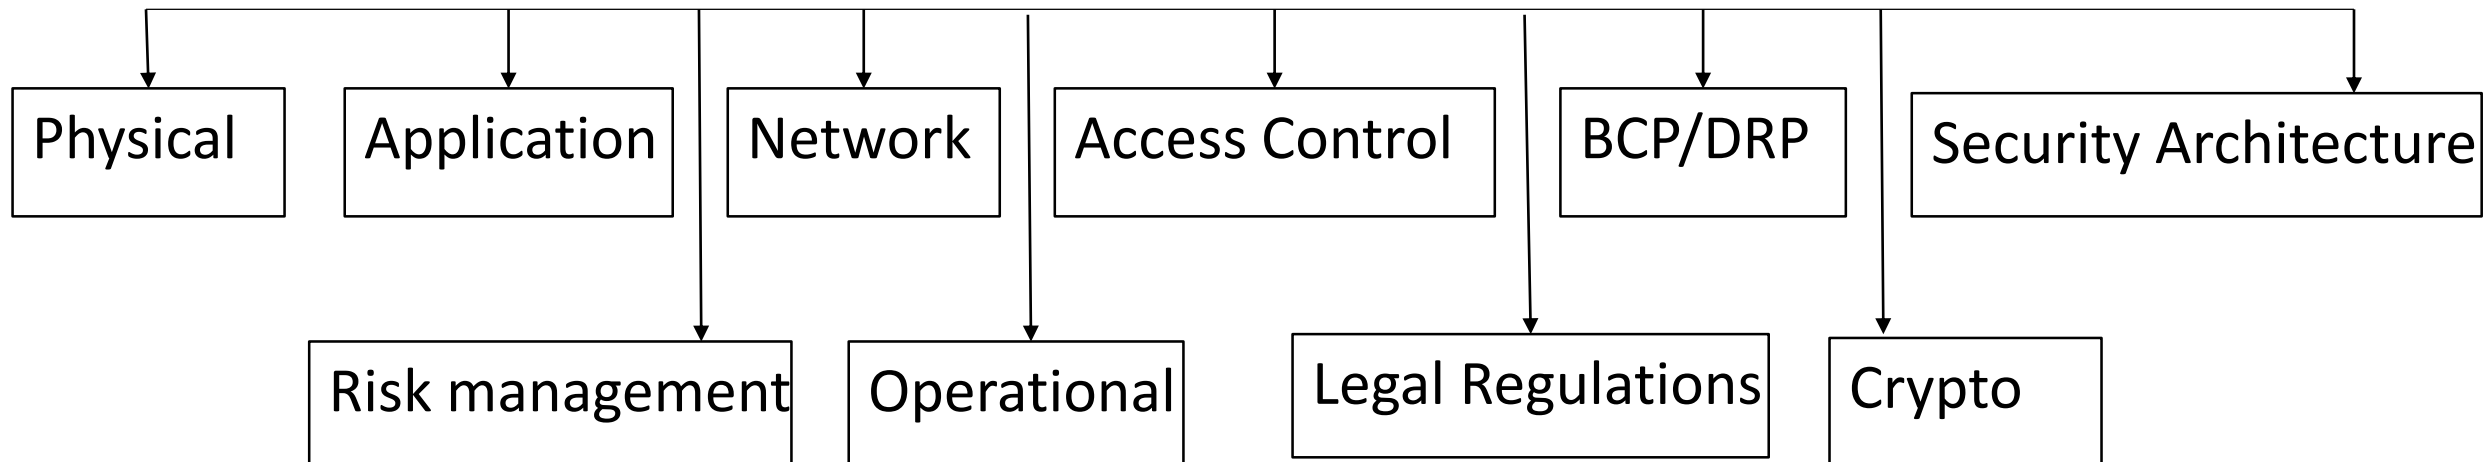 Physical
Application
Network
Access Control
BCP/DRP
Security Architecture
Risk management
Operational
Legal Regulations
Crypto